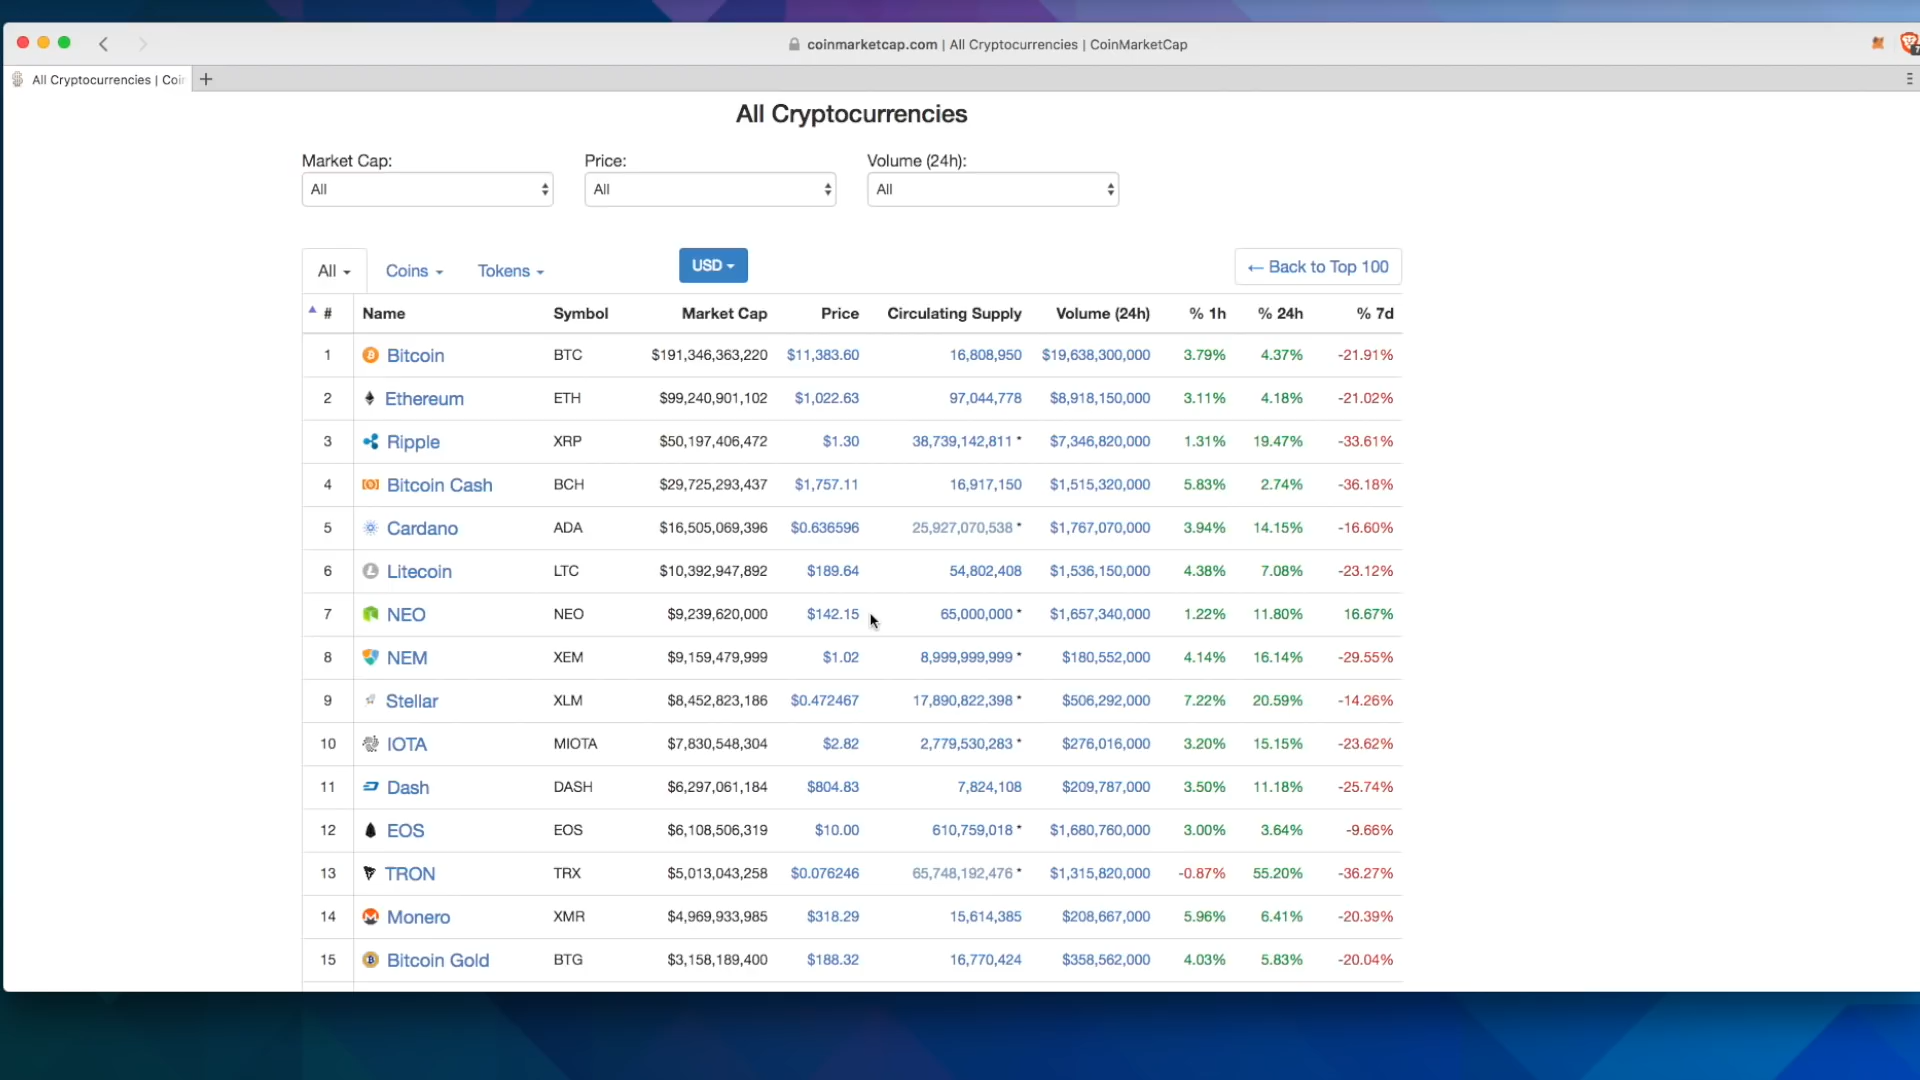 coinmarketcap.com | All Cryptocurrencies | CoinMarketCap
All Cryptocurrencies | Coi
All Cryptocurrencies
Market Cap: Price: Volume (24h):
All All All
All Coins Tokens USD ← Back to Top 100
# Name Symbol Market Cap Price Circulating Supply Volume (24h) % 1h % 24h % 7d
1 Bitcoin BTC $191,346,363,220 $11,383.60 16,808,950 $19,638,300,000 3.79% 4.37% -21.91%
2 Ethereum ETH $99,240,901,102 $1,022.63 97,044,778 $8,918,150,000 3.11% 4.18% -21.02%
3 Ripple XRP $50,197,406,472 $1.30 38,739,142,811 * $7,346,820,000 1.31% 19.47% -33.61%
4 Bitcoin Cash BCH $29,725,293,437 $1,757.11 16,917,150 $1,515,320,000 5.83% 2.74% -36.18%
5 Cardano ADA $16,505,069,396 $0.636596 25,927,070,538 * $1,767,070,000 3.94% 14.15% -16.60%
6 Litecoin LTC $10,392,947,892 $189.64 54,802,408 $1,536,150,000 4.38% 7.08% -23.12%
7 NEO NEO $9,239,620,000 $142.15 65,000,000 * $1,657,340,000 1.22% 11.80% 16.67%
8 NEM XEM $9,159,479,999 $1.02 8,999,999,999 * $180,552,000 4.14% 16.14% -29.55%
9 Stellar XLM $8,452,823,186 $0.472467 17,890,822,398 * $506,292,000 7.22% 20.59% -14.26%
10 IOTA MIOTA $7,830,548,304 $2.82 2,779,530,283 * $276,016,000 3.20% 15.15% -23.62%
11 Dash DASH $6,297,061,184 $804.83 7,824,108 $209,787,000 3.50% 11.18% -25.74%
12 EOS EOS $6,108,506,319 $10.00 610,759,018 * $1,680,760,000 3.00% 3.64% -9.66%
13 TRON TRX $5,013,043,258 $0.076246 65,748,192,476 * $1,315,820,000 -0.87% 55.20% -36.27%
14 Monero XMR $4,969,933,985 $318.29 15,614,385 $208,667,000 5.96% 6.41% -20.39%
15 Bitcoin Gold BTG $3,158,189,400 $188.32 16,770,424 $358,562,000 4.03% 5.83% -20.04%